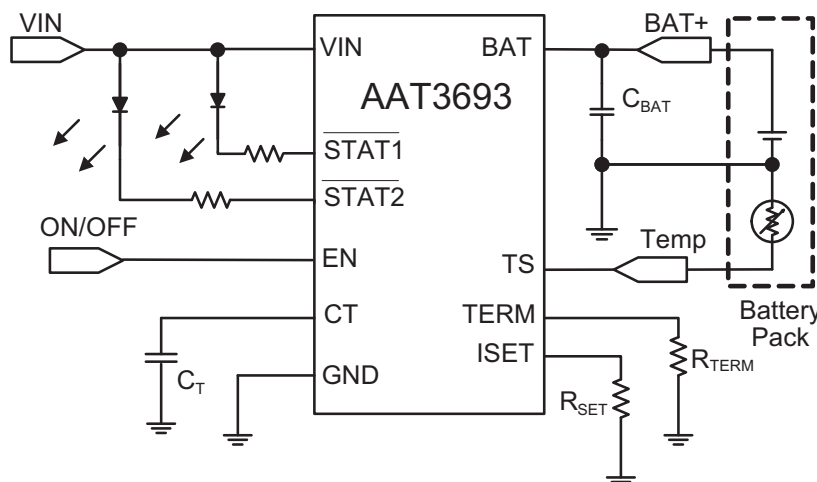 VIN
VIN
BAT
BAT+
AAT3693
C_BAT
STAT1
STAT2
ON/OFF
EN
TS
Temp
CT
TERM
Battery
Pack
C_T
GND
ISET
R_TERM
R_SET